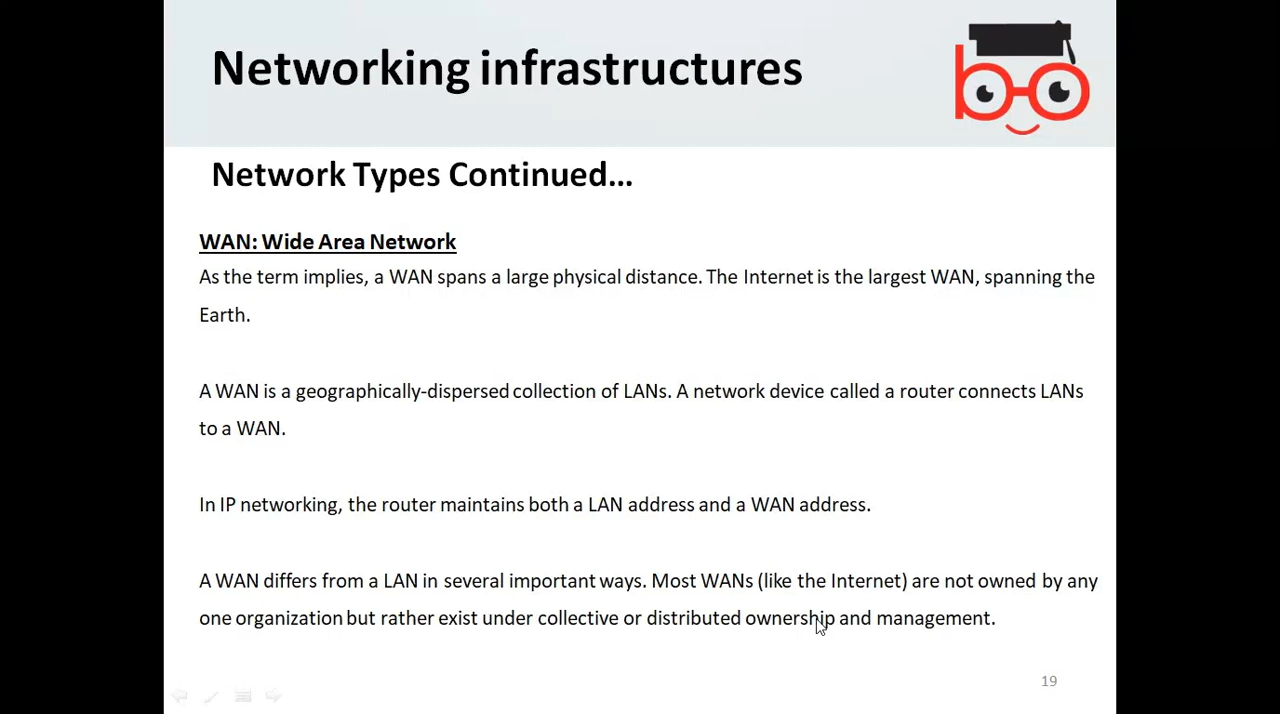 Networking infrastructures
Network Types Continued...
WAN: Wide Area Network
As the term implies, a WAN spans a large physical distance. The Internet is the largest WAN, spanning the
Earth.
A WAN is a geographically-dispersed collection of LANs. A network device called a router connects LANs
to a WAN.
In IP networking, the router maintains both a LAN address and a WAN address.
A WAN differs from a LAN in several important ways. Most WANs (like the Internet) are not owned by any
one organization but rather exist under collective or distributed ownership and management.
19